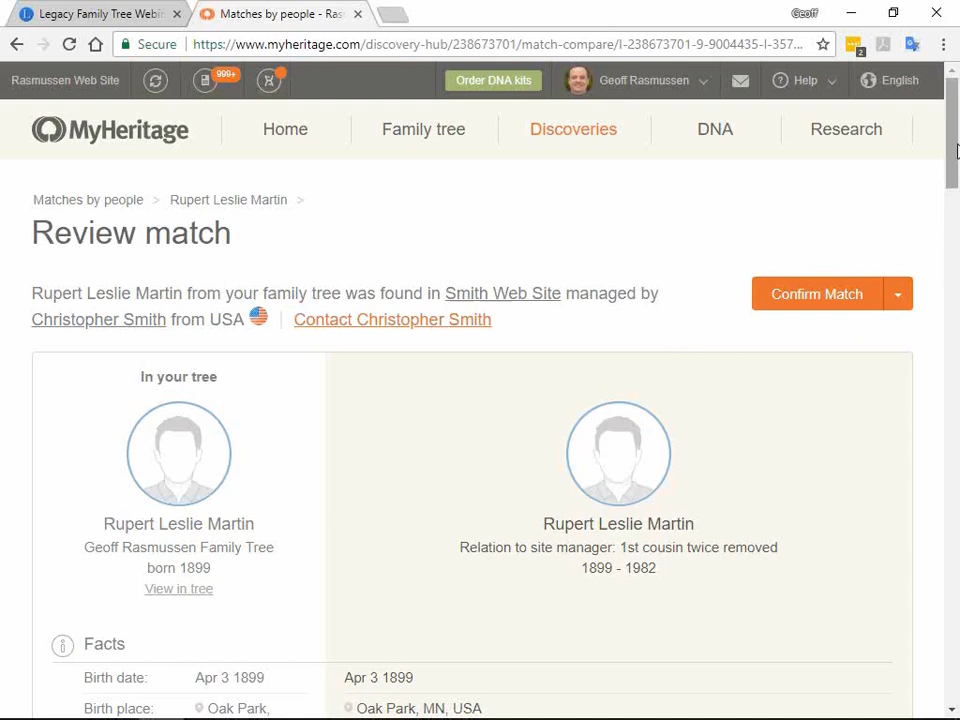 Legacy Family Tree Webin
Matches by people - Ras
Geoff
Secure https://www.myheritage.com/discovery-hub/238673701/match-compare/I-238673701-9-9004435-I-357...
2
Rasmussen Web Site 999+ Order DNA kits Geoff Rasmussen Help English
MyHeritage Home Family tree Discoveries DNA Research
Matches by people > Rupert Leslie Martin >
Review match
Rupert Leslie Martin from your family tree was found in Smith Web Site managed by
Christopher Smith from USA | Contact Christopher Smith
Confirm Match
In your tree
Rupert Leslie Martin
Geoff Rasmussen Family Tree
born 1899
View in tree
Rupert Leslie Martin
Relation to site manager: 1st cousin twice removed
1899 - 1982
Facts
Birth date: Apr 3 1899 Apr 3 1899
Birth place: Oak Park, Oak Park, MN, USA